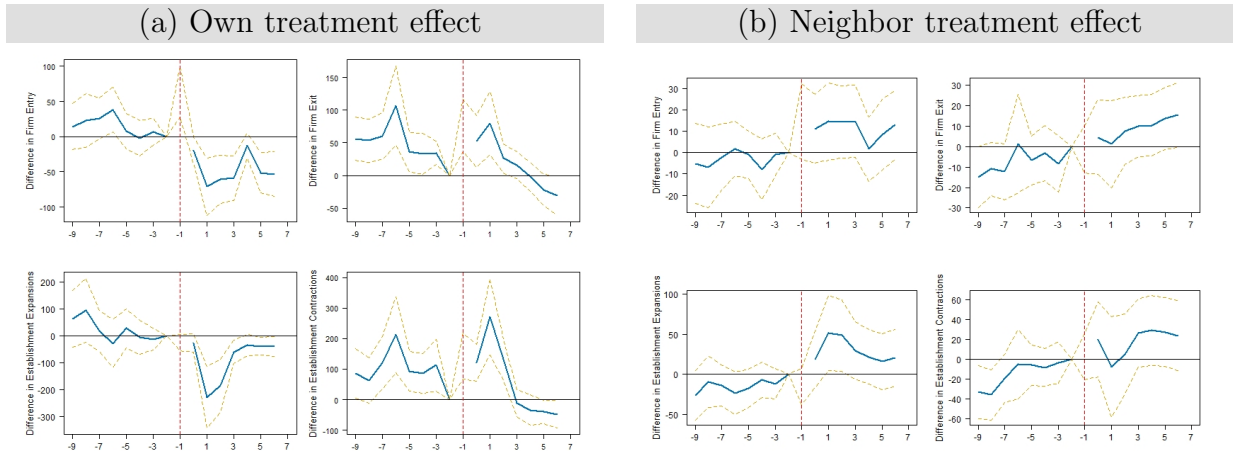 (a) Own treatment effect
(b) Neighbor treatment effect
Difference in Firm Entry
100
50
0
-50
-100
-9 -7 -5 -3 -1 1 3 5 7
Difference in Firm Exit
150
100
50
0
-50
-9 -7 -5 -3 -1 1 3 5 7
Difference in Firm Entry
30
20
10
0
-10
-20
-9 -7 -5 -3 -1 1 3 5 7
Difference in Firm Exit
30
20
10
0
-10
-20
-30
-9 -7 -5 -3 -1 1 3 5 7
Difference in Establishment Expansions
200
100
0
-100
-200
-300
-9 -7 -5 -3 -1 1 3 5 7
Difference in Establishment Contractions
400
300
200
100
0
-100
-9 -7 -5 -3 -1 1 3 5 7
Difference in Establishment Expansions
100
50
0
-50
-9 -7 -5 -3 -1 1 3 5 7
Difference in Establishment Contractions
60
40
20
0
-20
-40
-60
-9 -7 -5 -3 -1 1 3 5 7